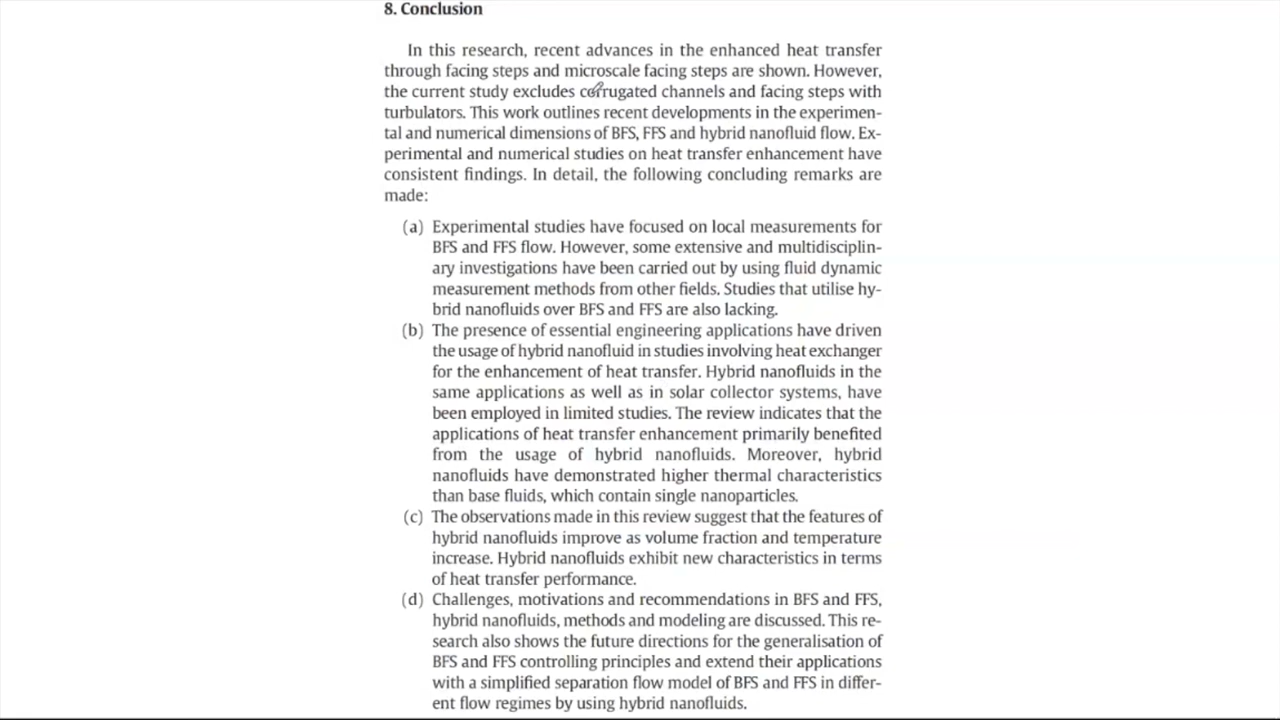 8. Conclusion
In this research, recent advances in the enhanced heat transfer
through facing steps and microscale facing steps are shown. However,
the current study excludes corrugated channels and facing steps with
turbulators. This work outlines recent developments in the experimen-
tal and numerical dimensions of BFS, FFS and hybrid nanofluid flow. Ex-
perimental and numerical studies on heat transfer enhancement have
consistent findings. In detail, the following concluding remarks are
made:
(a) Experimental studies have focused on local measurements for
BFS and FFS flow. However, some extensive and multidisciplin-
ary investigations have been carried out by using fluid dynamic
measurement methods from other fields. Studies that utilise hy-
brid nanofluids over BFS and FFS are also lacking.
(b) The presence of essential engineering applications have driven
the usage of hybrid nanofluid in studies involving heat exchanger
for the enhancement of heat transfer. Hybrid nanofluids in the
same applications as well as in solar collector systems, have
been employed in limited studies. The review indicates that the
applications of heat transfer enhancement primarily benefited
from the usage of hybrid nanofluids. Moreover, hybrid
nanofluids have demonstrated higher thermal characteristics
than base fluids, which contain single nanoparticles.
(c) The observations made in this review suggest that the features of
hybrid nanofluids improve as volume fraction and temperature
increase. Hybrid nanofluids exhibit new characteristics in terms
of heat transfer performance.
(d) Challenges, motivations and recommendations in BFS and FFS,
hybrid nanofluids, methods and modeling are discussed. This re-
search also shows the future directions for the generalisation of
BFS and FFS controlling principles and extend their applications
with a simplified separation flow model of BFS and FFS in differ-
ent flow regimes by using hybrid nanofluids.